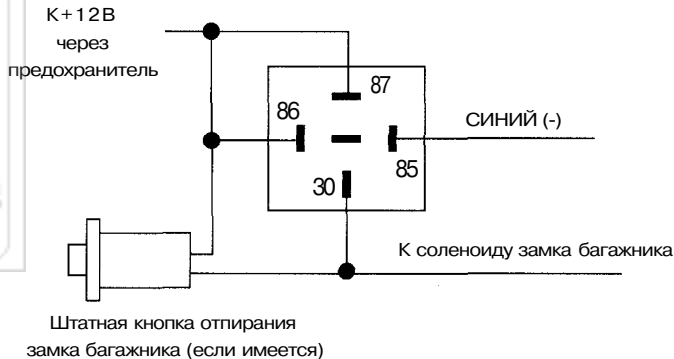 К+12В
через
предохранитель
87
86
СИНИЙ (-)
85
30
К соленоиду замка багажника
Штатная кнопка отпирания
замка багажника (если имеется)